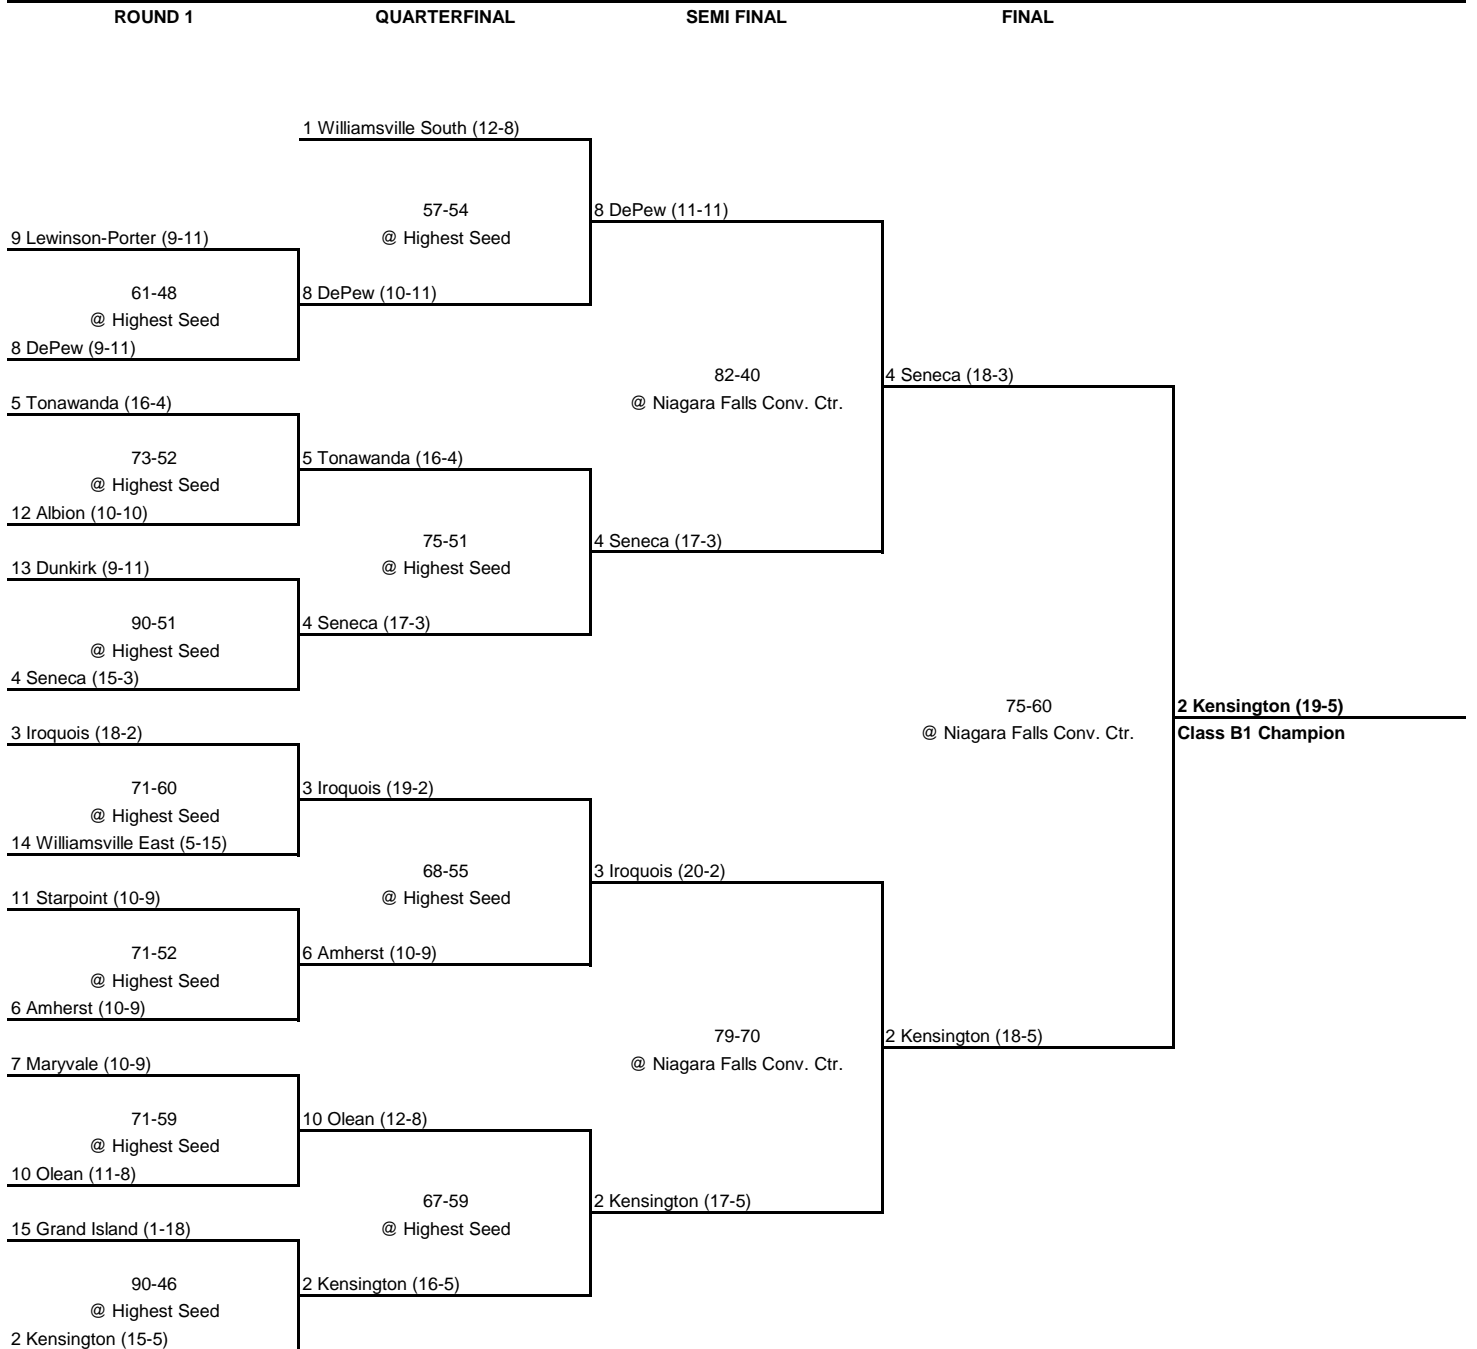 ROUND 1 QUARTERFINAL SEMI FINAL FINAL
1 Williamsville South (12-8)
57-54 8 DePew (11-11)
9 Lewinson-Porter (9-11) @ Highest Seed
61-48 8 DePew (10-11)
@ Highest Seed
8 DePew (9-11)
82-40 4 Seneca (18-3)
5 Tonawanda (16-4) @ Niagara Falls Conv. Ctr.
73-52 5 Tonawanda (16-4)
@ Highest Seed
12 Albion (10-10)
75-51 4 Seneca (17-3)
13 Dunkirk (9-11) @ Highest Seed
90-51 4 Seneca (17-3)
@ Highest Seed
4 Seneca (15-3)
75-60 2 Kensington (19-5)
3 Iroquois (18-2) @ Niagara Falls Conv. Ctr. Class B1 Champion
71-60 3 Iroquois (19-2)
@ Highest Seed
14 Williamsville East (5-15)
68-55 3 Iroquois (20-2)
11 Starpoint (10-9) @ Highest Seed
71-52 6 Amherst (10-9)
@ Highest Seed
6 Amherst (10-9)
79-70 2 Kensington (18-5)
7 Maryvale (10-9) @ Niagara Falls Conv. Ctr.
71-59 10 Olean (12-8)
@ Highest Seed
10 Olean (11-8)
67-59 2 Kensington (17-5)
15 Grand Island (1-18) @ Highest Seed
90-46 2 Kensington (16-5)
@ Highest Seed
2 Kensington (15-5)